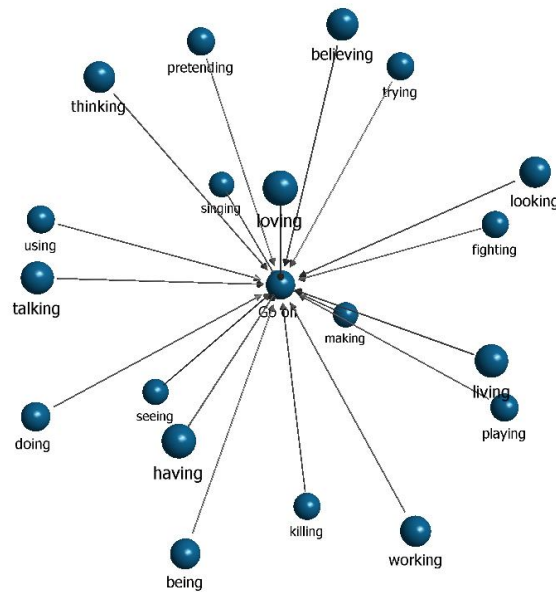 believing
pretending
trying
thinking
looking
singing
loving
using
fighting
talking
Go on
making
living
seeing
playing
doing
having
killing
working
being